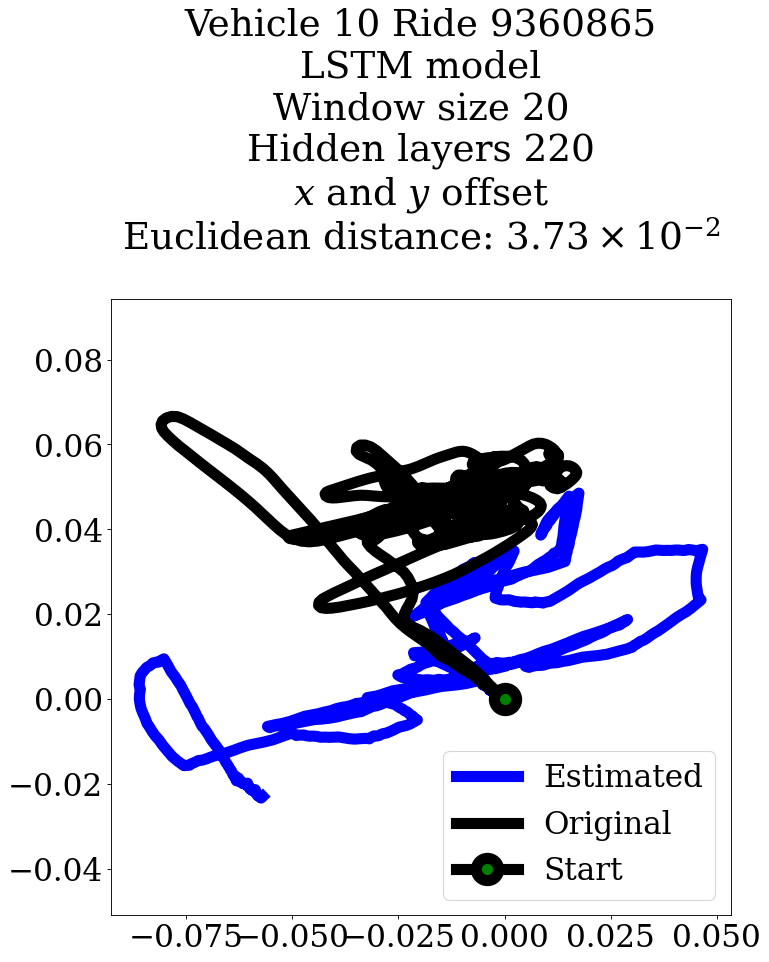 Vehicle 10 Ride 9360865
LSTM model
Window size 20
Hidden layers 220
x and y offset
Euclidean distance: 3.73 × 10⁻²
0.08
0.06
0.04
0.02
0.00
−0.02
−0.04
Estimated
Original
Start
−0.075 −0.050 −0.025 0.000 0.025 0.050